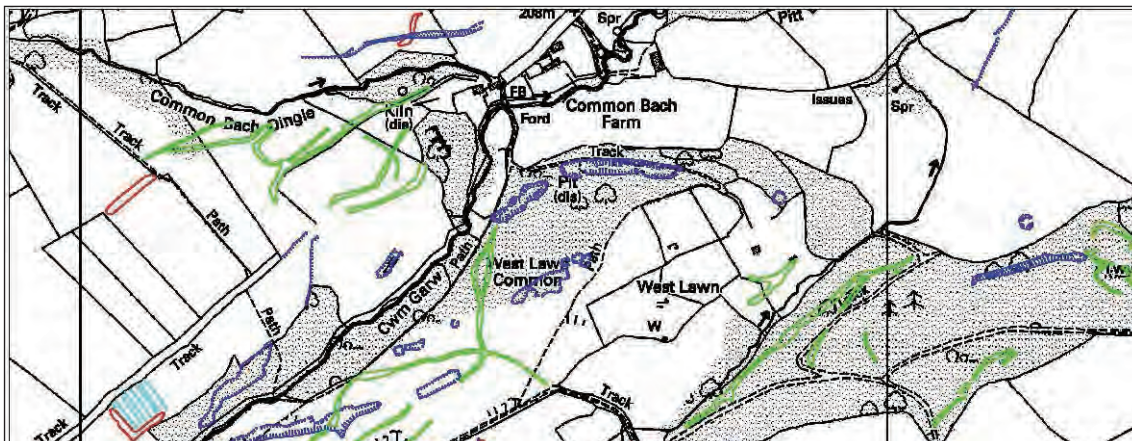 208m
Spr
Pitt
Track
Common Bach Dingle
Kiln
(dis)
FB
Ford
Common Bach
Farm
Issues
Spr
Track
Track
Pit
(dis)
Path
Path
Path
West Lawn
Common
Cwm Garw
West Lawn
W
Path
Track
Track
Track